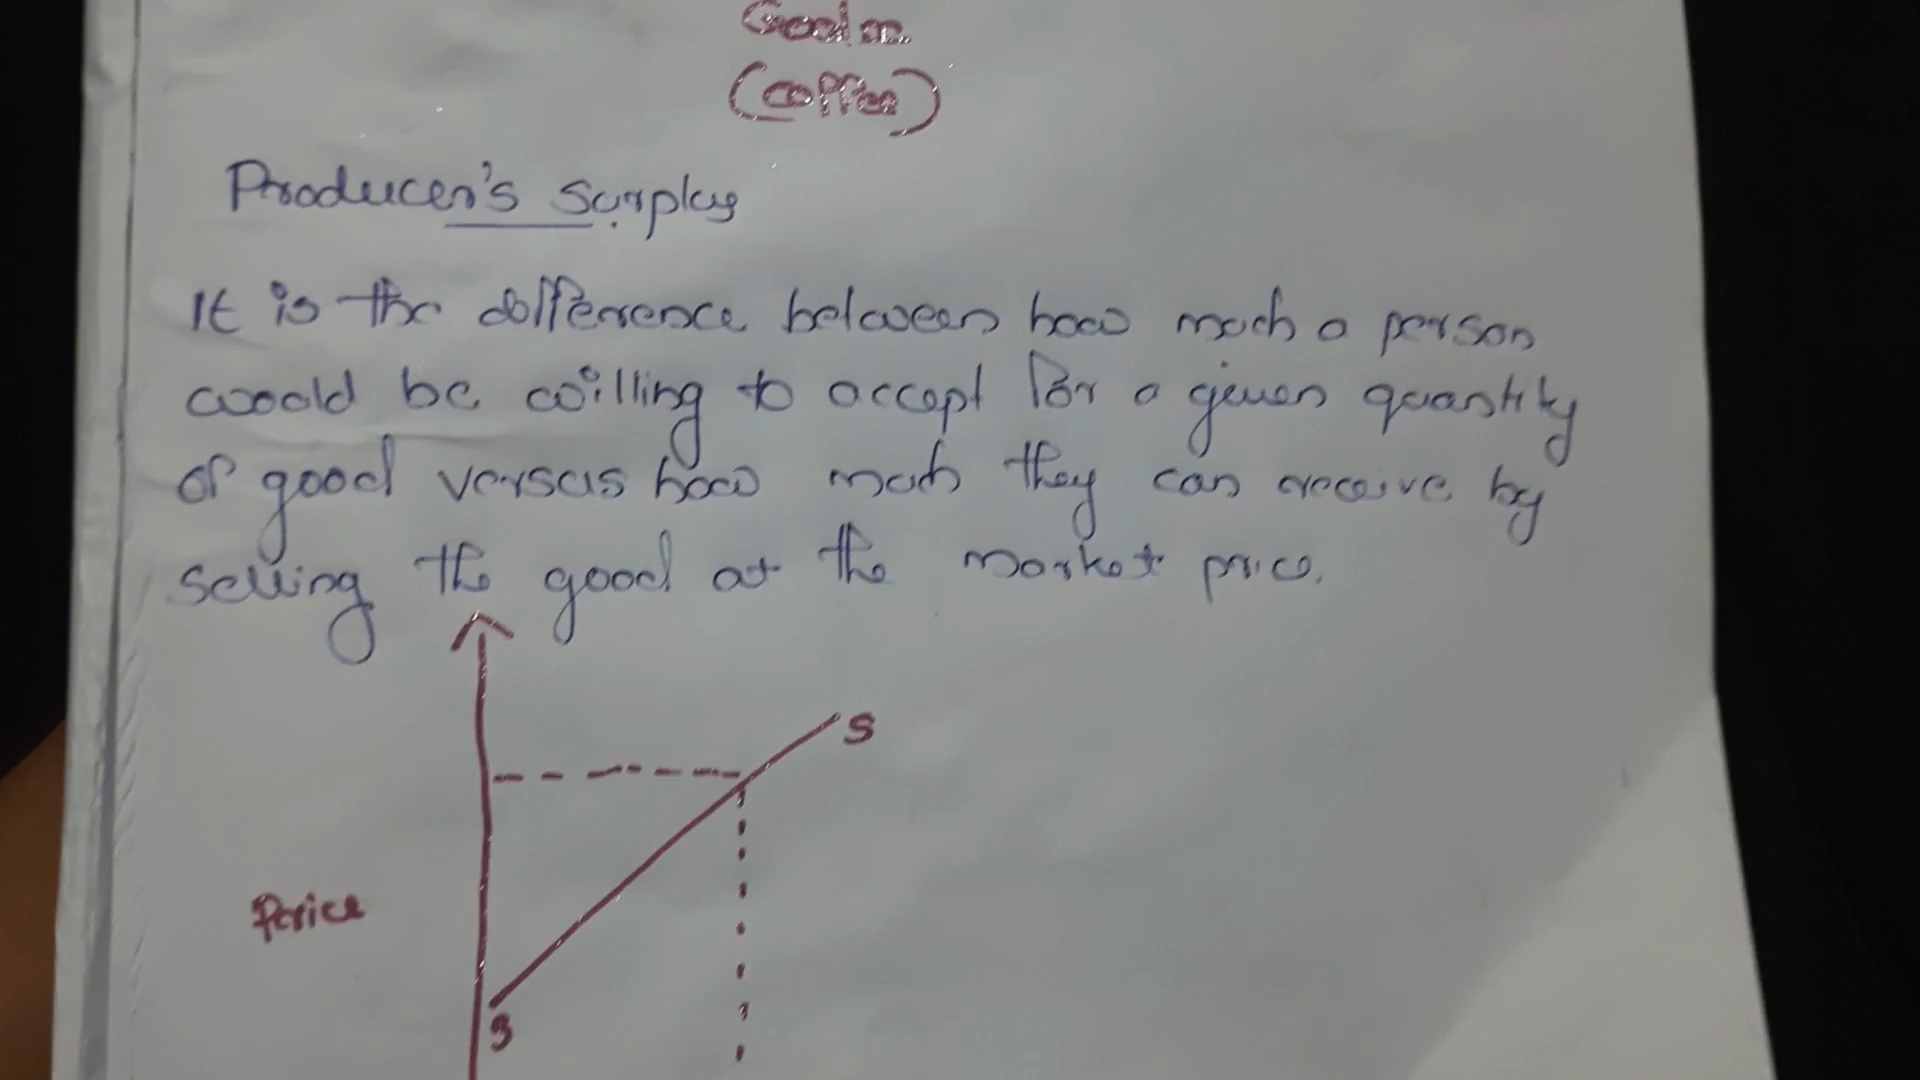 Good x
(coffee)
Producer's surplus
It is the difference between how much a person
would be willing to accept for a given quantity
of good versus how much they can receive by
selling the good at the market price.
S
Price
S